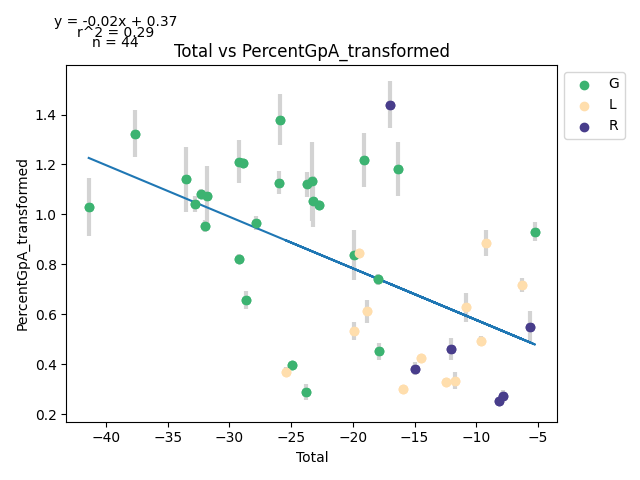 y = -0.02x + 0.37
r^2 = 0.29
n = 44
Total vs PercentGpA_transformed
G
L
R
PercentGpA_transformed
1.4
1.2
1.0
0.8
0.6
0.4
0.2
−40 −35 −30 −25 −20 −15 −10 −5
Total